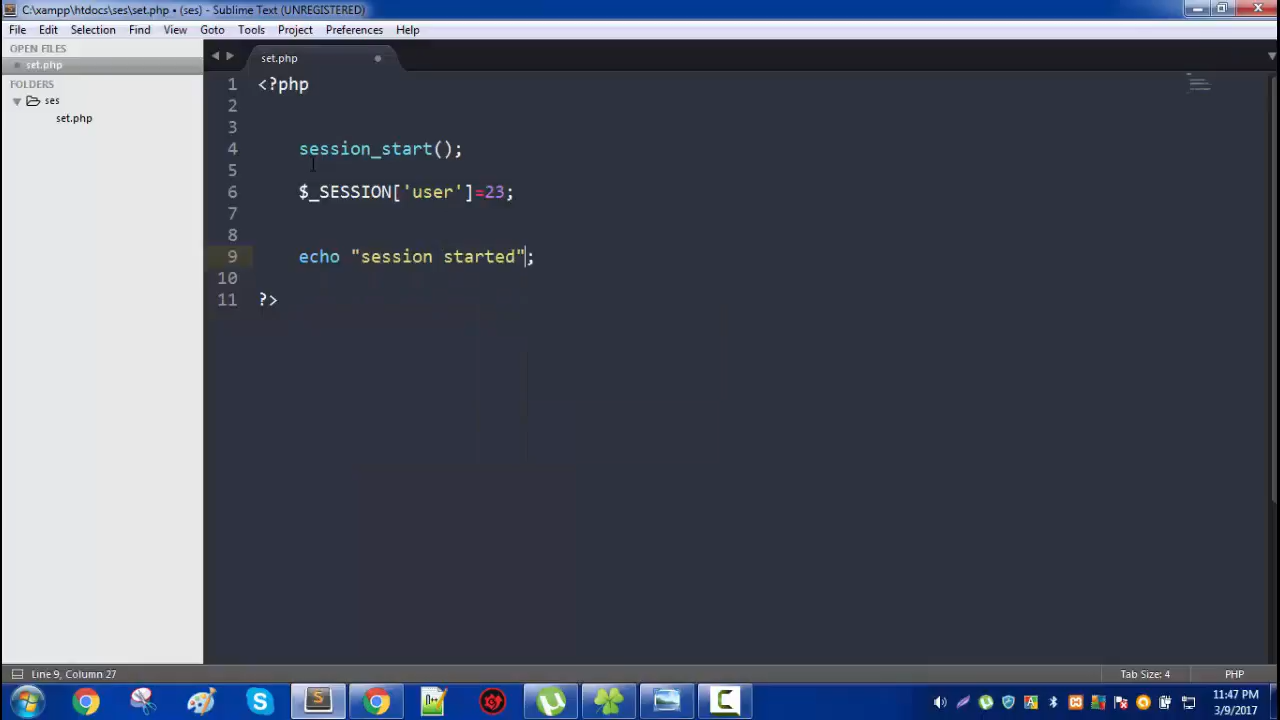 C:\xampp\htdocs\ses\set.php • (ses) - Sublime Text (UNREGISTERED)
File Edit Selection Find View Goto Tools Project Preferences Help
OPEN FILES
set.php
FOLDERS
ses
set.php
set.php
1 <?php
2
3
4 session_start();
5
6 $_SESSION['user']=23;
7
8
9 echo "session started";
10
11 ?>
Line 9, Column 27
Tab Size: 4
PHP
11:47 PM
3/9/2017